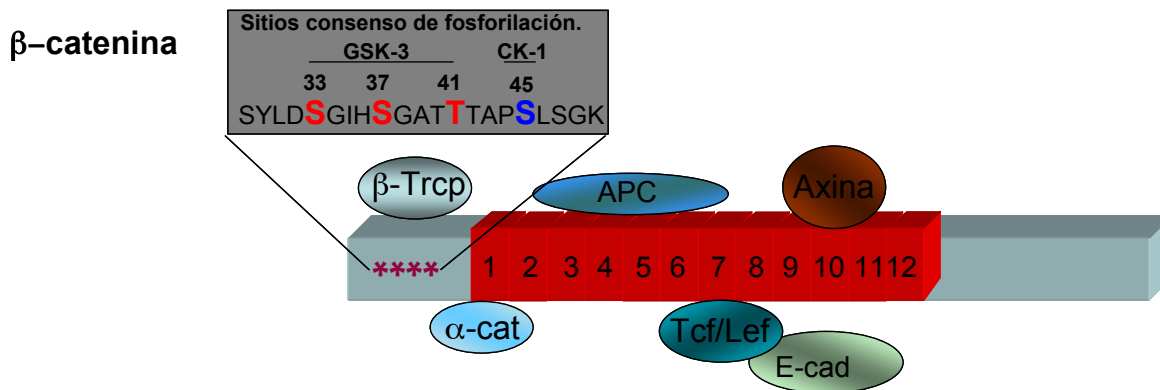 β–catenina
Sitios consenso de fosforilación.
GSK-3 CK-1
33 37 41 45
SYLDSGIHSGATTTAPSLSGK
β-Trcp APC Axina
**** 1 2 3 4 5 6 7 8 9 10 11 12
α-cat Tcf/Lef
E-cad